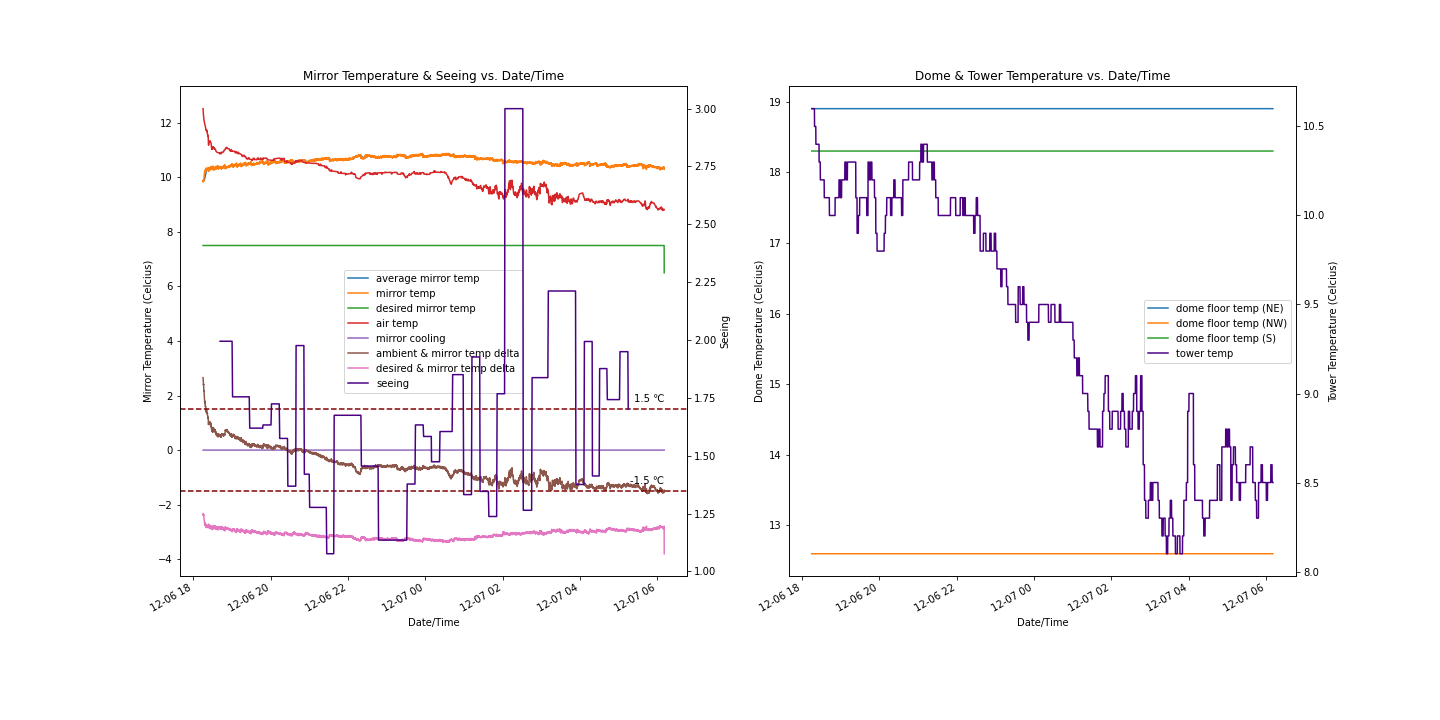 Mirror Temperature & Seeing vs. Date/Time
Mirror Temperature (Celcius)
12
10
8
6
4
2
0
−2
−4
average mirror temp
mirror temp
desired mirror temp
air temp
mirror cooling
ambient & mirror temp delta
desired & mirror temp delta
seeing
1.5 ℃
-1.5 ℃
3.00
2.75
2.50
2.25
2.00
1.75
1.50
1.25
1.00
Seeing
12-06 18
12-06 20
12-06 22
12-07 00
12-07 02
12-07 04
12-07 06
Date/Time
Dome & Tower Temperature vs. Date/Time
Dome Temperature (Celcius)
19
18
17
16
15
14
13
dome floor temp (NE)
dome floor temp (NW)
dome floor temp (S)
tower temp
10.5
10.0
9.5
9.0
8.5
8.0
Tower Temperature (Celcius)
12-06 18
12-06 20
12-06 22
12-07 00
12-07 02
12-07 04
12-07 06
Date/Time